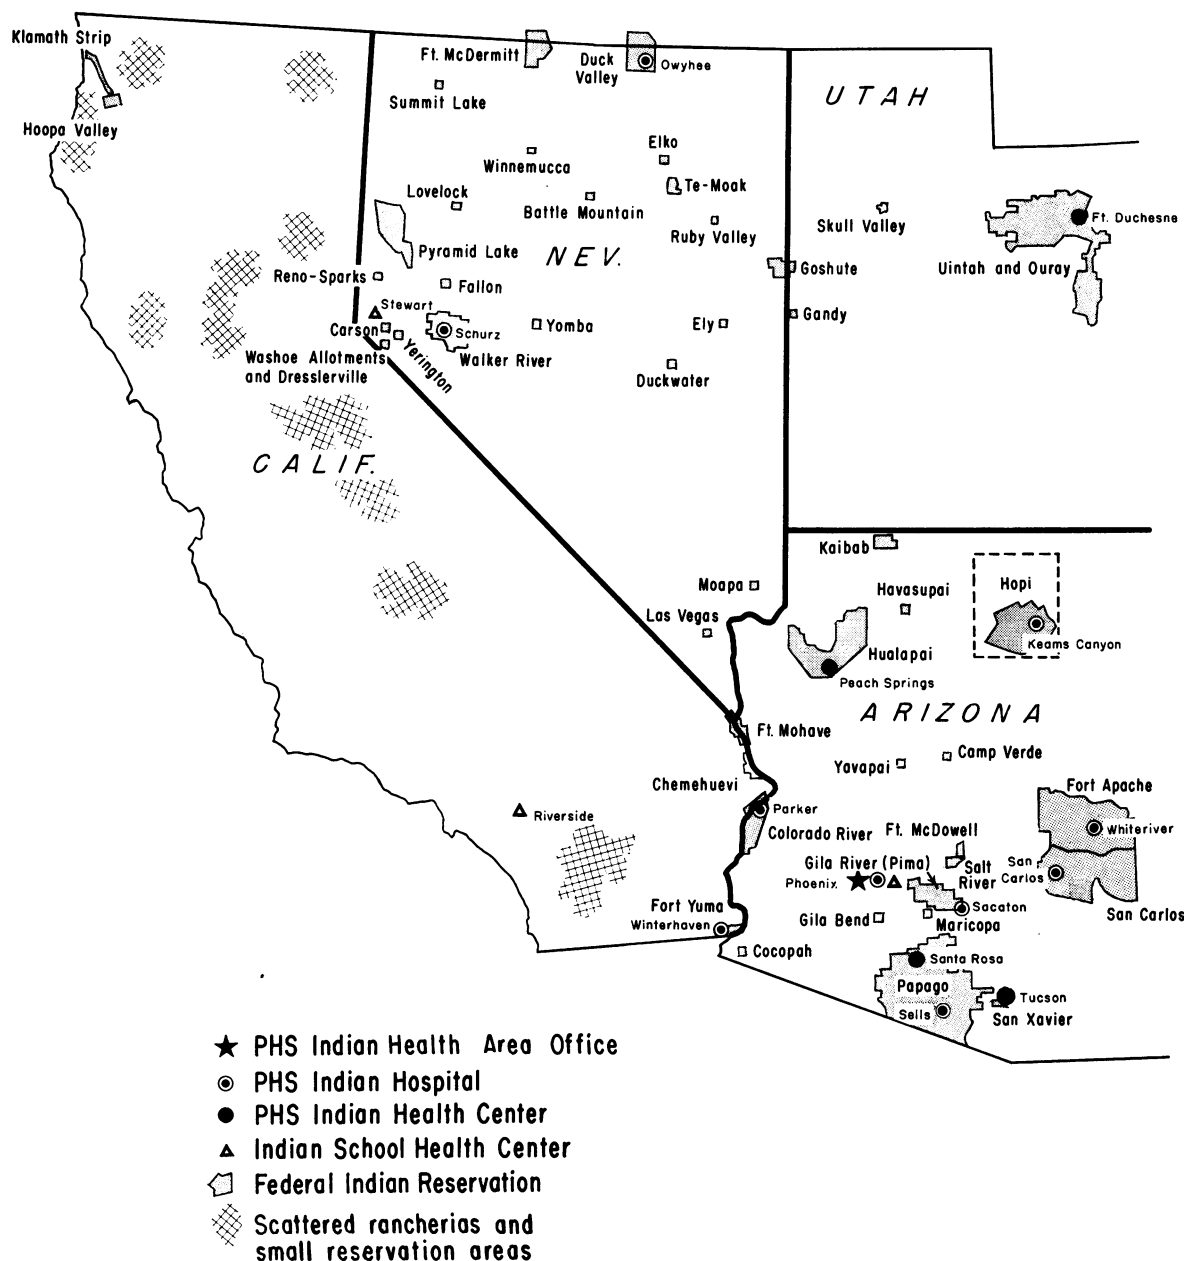 Klamath Strip
Hoopa Valley
Ft. McDermitt
Duck
Valley
Owyhee
Summit Lake
UTAH
Winnemucca
Elko
Te-Moak
Lovelock
Battle Mountain
Ruby Valley
Skull Valley
Ft. Duchesne
Pyramid Lake
NEV.
Uintah and Ouray
Goshute
Reno-Sparks
Fallon
Stewart
Carson
Schurz
Yomba
Ely
Gandy
Washoe Allotments
and Dresslerville
Yerington
Walker River
Duckwater
CALIF.
Kaibab
Moapa
Havasupai
Hopi
Las Vegas
Hualapai
Keams Canyon
Peach Springs
ARIZONA
Ft. Mohave
Yavapai
Camp Verde
Chemehuevi
Fort Apache
Riverside
Parker
Colorado River
Ft. McDowell
Whiteriver
Gila River (Pima)
Salt
River
San
Carlos
Phoenix
Fort Yuma
Sacaton
San Carlos
Winterhaven
Gila Bend
Maricopa
Cocopah
Santa Rosa
Papago
Sells
Tucson
San Xavier
PHS Indian Health Area Office
PHS Indian Hospital
PHS Indian Health Center
Indian School Health Center
Federal Indian Reservation
Scattered rancherias and
small reservation areas